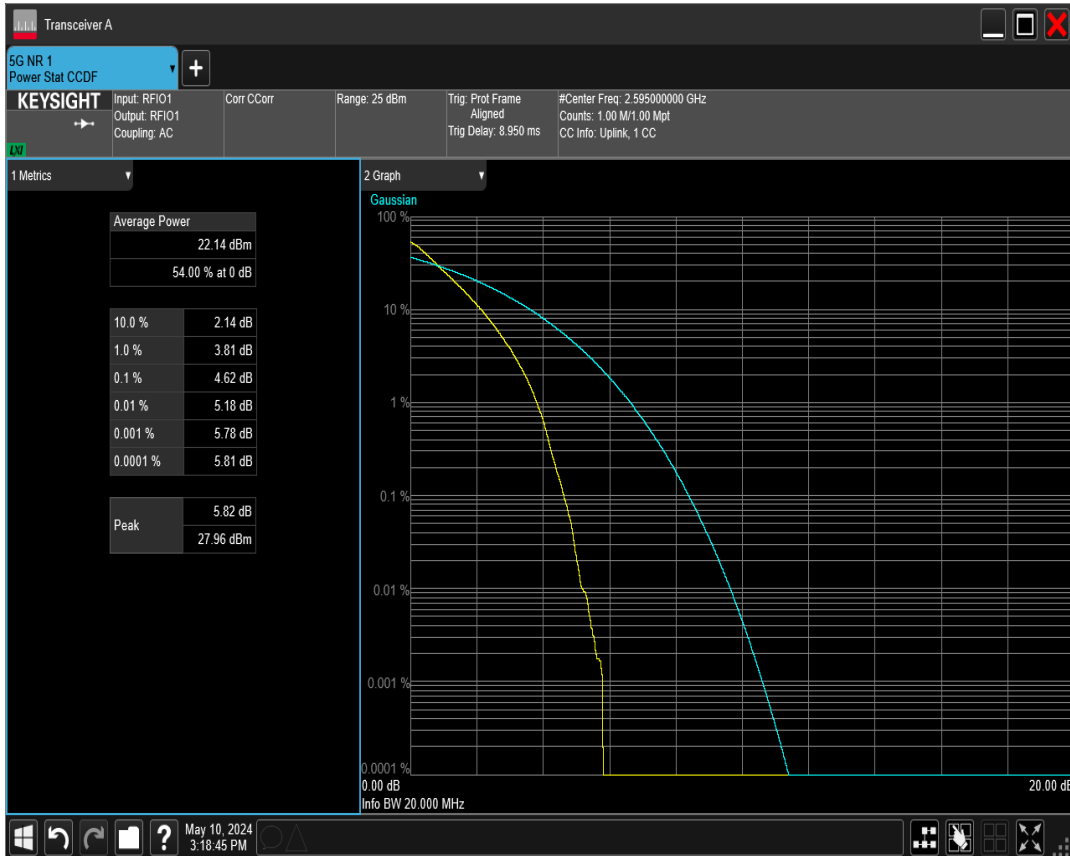 Transceiver A
5G NR 1
Power Stat CCDF
KEYSIGHT
LXI
Input: RFIO1
Output: RFIO1
Coupling: AC
Corr CCorr
Range: 25 dBm
Trig: Prot Frame
Aligned
Trig Delay: 8.950 ms
#Center Freq: 2.595000000 GHz
Counts: 1.00 M/1.00 Mpt
CC Info: Uplink, 1 CC
1 Metrics
Average Power
22.14 dBm
54.00 % at 0 dB
10.0 % 2.14 dB
1.0 % 3.81 dB
0.1 % 4.62 dB
0.01 % 5.18 dB
0.001 % 5.78 dB
0.0001 % 5.81 dB
Peak
5.82 dB
27.96 dBm
2 Graph
Gaussian
100 %
10 %
1 %
0.1 %
0.01 %
0.001 %
0.0001 %
0.00 dB 20.00 dB
Info BW 20.000 MHz
?
May 10, 2024
3:18:45 PM